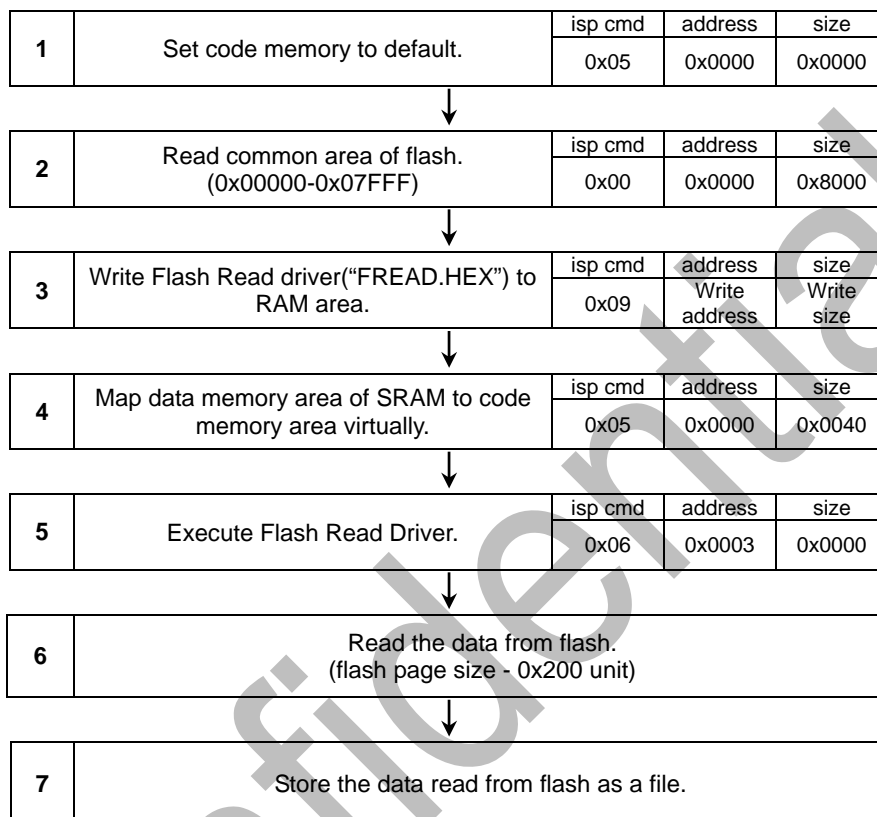 1
Set code memory to default.
isp cmd address size
0x05 0x0000 0x0000
2
Read common area of flash.
(0x00000-0x07FFF)
isp cmd address size
0x00 0x0000 0x8000
3
Write Flash Read driver("FREAD.HEX") to
RAM area.
isp cmd address size
0x09 Write address Write size
4
Map data memory area of SRAM to code
memory area virtually.
isp cmd address size
0x05 0x0000 0x0040
5
Execute Flash Read Driver.
isp cmd address size
0x06 0x0003 0x0000
6
Read the data from flash.
(flash page size - 0x200 unit)
7
Store the data read from flash as a file.
fidential